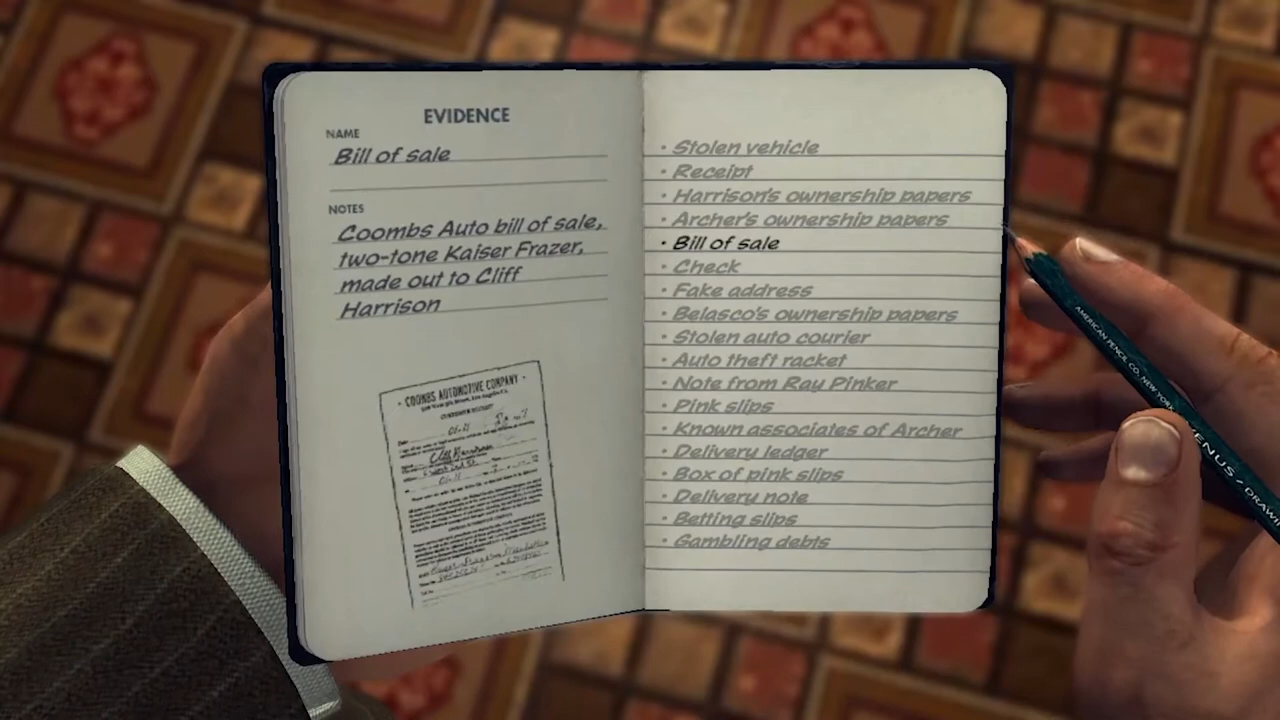 EVIDENCE
NAME
Bill of sale
NOTES
Coombs Auto bill of sale,
two-tone Kaiser Frazer,
made out to Cliff
Harrison
• COOMBS AUTOMOTIVE COMPANY •
• Stolen vehicle
• Receipt
• Harrison's ownership papers
• Archer's ownership papers
• Bill of sale
• Check
• Fake address
• Belasco's ownership papers
• Stolen auto courier
• Auto theft racket
• Note from Ray Pinker
• Pink slips
• Known associates of Archer
• Delivery ledger
• Box of pink slips
• Delivery note
• Betting slips
• Gambling debts
AMERICAN PENCIL CO. NEW YORK
VENUS / DRAWI